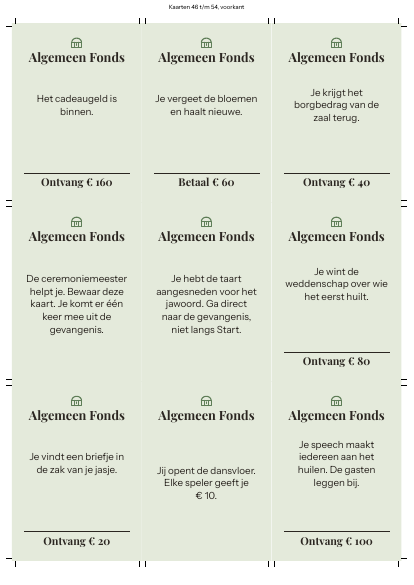 Kaarten 46 t/m 54, voorkant
Algemeen Fonds
Het cadeaugeld is
binnen.
Ontvang € 160
Algemeen Fonds
Je vergeet de bloemen
en haalt nieuwe.
Betaal € 60
Algemeen Fonds
Je krijgt het
borgbedrag van de
zaal terug.
Ontvang € 40
Algemeen Fonds
De ceremoniemeester
helpt je. Bewaar deze
kaart. Je komt er één
keer mee uit de
gevangenis.
Algemeen Fonds
Je hebt de taart
aangesneden voor het
jawoord. Ga direct
naar de gevangenis,
niet langs Start.
Algemeen Fonds
Je wint de
weddenschap over wie
het eerst huilt.
Ontvang € 80
Algemeen Fonds
Je vindt een briefje in
de zak van je jasje.
Ontvang € 20
Algemeen Fonds
Jij opent de dansvloer.
Elke speler geeft je
€ 10.
Algemeen Fonds
Je speech maakt
iedereen aan het
huilen. De gasten
leggen bij.
Ontvang € 100